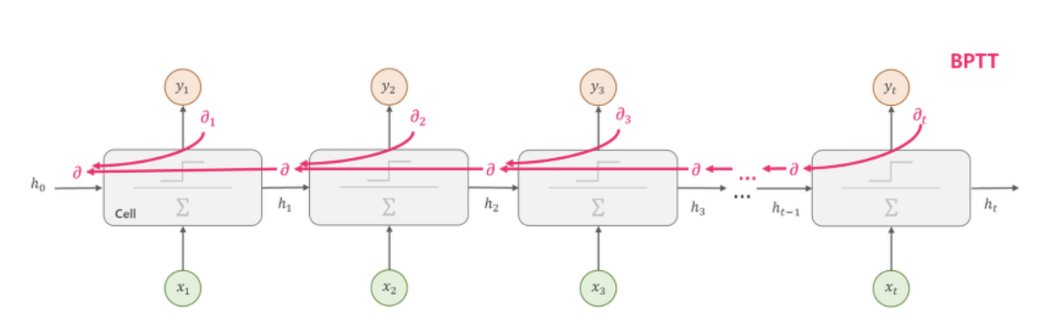 BPTT
y₁ y₂ y₃ yₜ
∂₁ ∂₂ ∂₃ ∂ₜ
∂ ∂ ∂ ∂ ... ∂
h₀ Cell Σ h₁ Σ h₂ Σ h₃ ... hₜ₋₁ Σ hₜ
x₁ x₂ x₃ xₜ